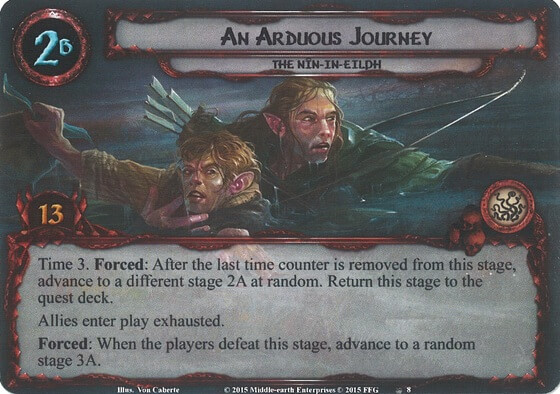 2B
An Arduous Journey
The Nîn-in-Eilph
13
Time 3. Forced: After the last time counter is removed from this stage,
advance to a different stage 2A at random. Return this stage to the
quest deck.
Allies enter play exhausted.
Forced: When the players defeat this stage, advance to a random
stage 3A.
Illus. Von Caberte © 2015 Middle-earth Enterprises © 2015 FFG 8